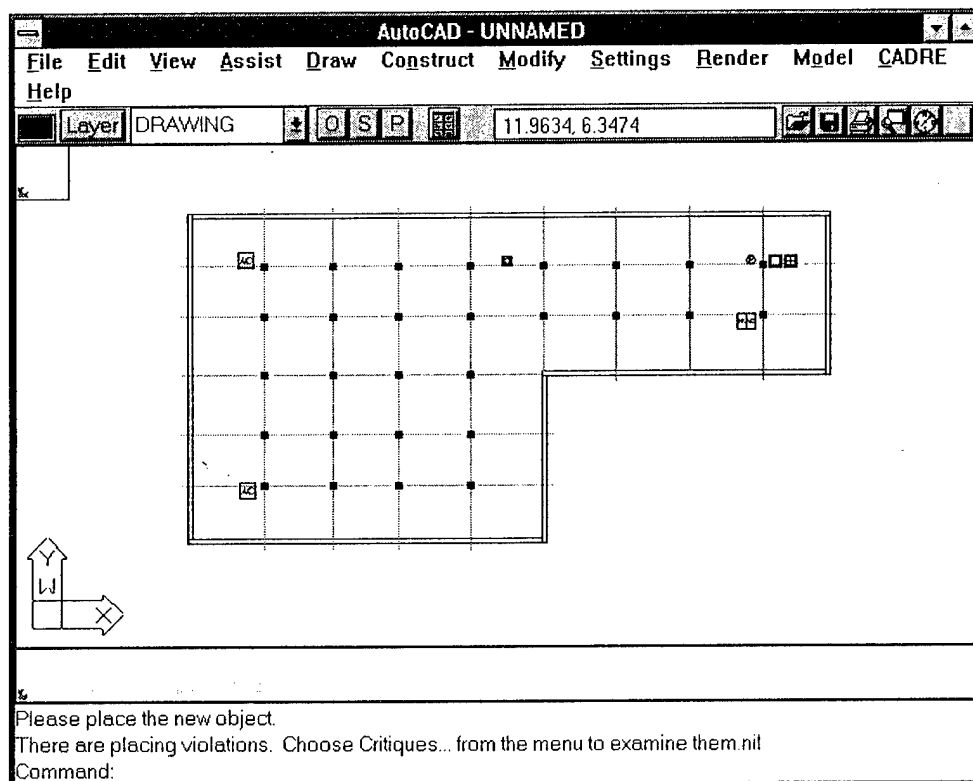 AutoCAD - UNNAMED
File Edit View Assist Draw Construct Modify Settings Render Model CADRE
Help
Layer DRAWING O S P 11.9634, 6.3474
AC
AC
Y
W
X
Please place the new object.
There are placing violations. Choose Critiques... from the menu to examine them.nil
Command: